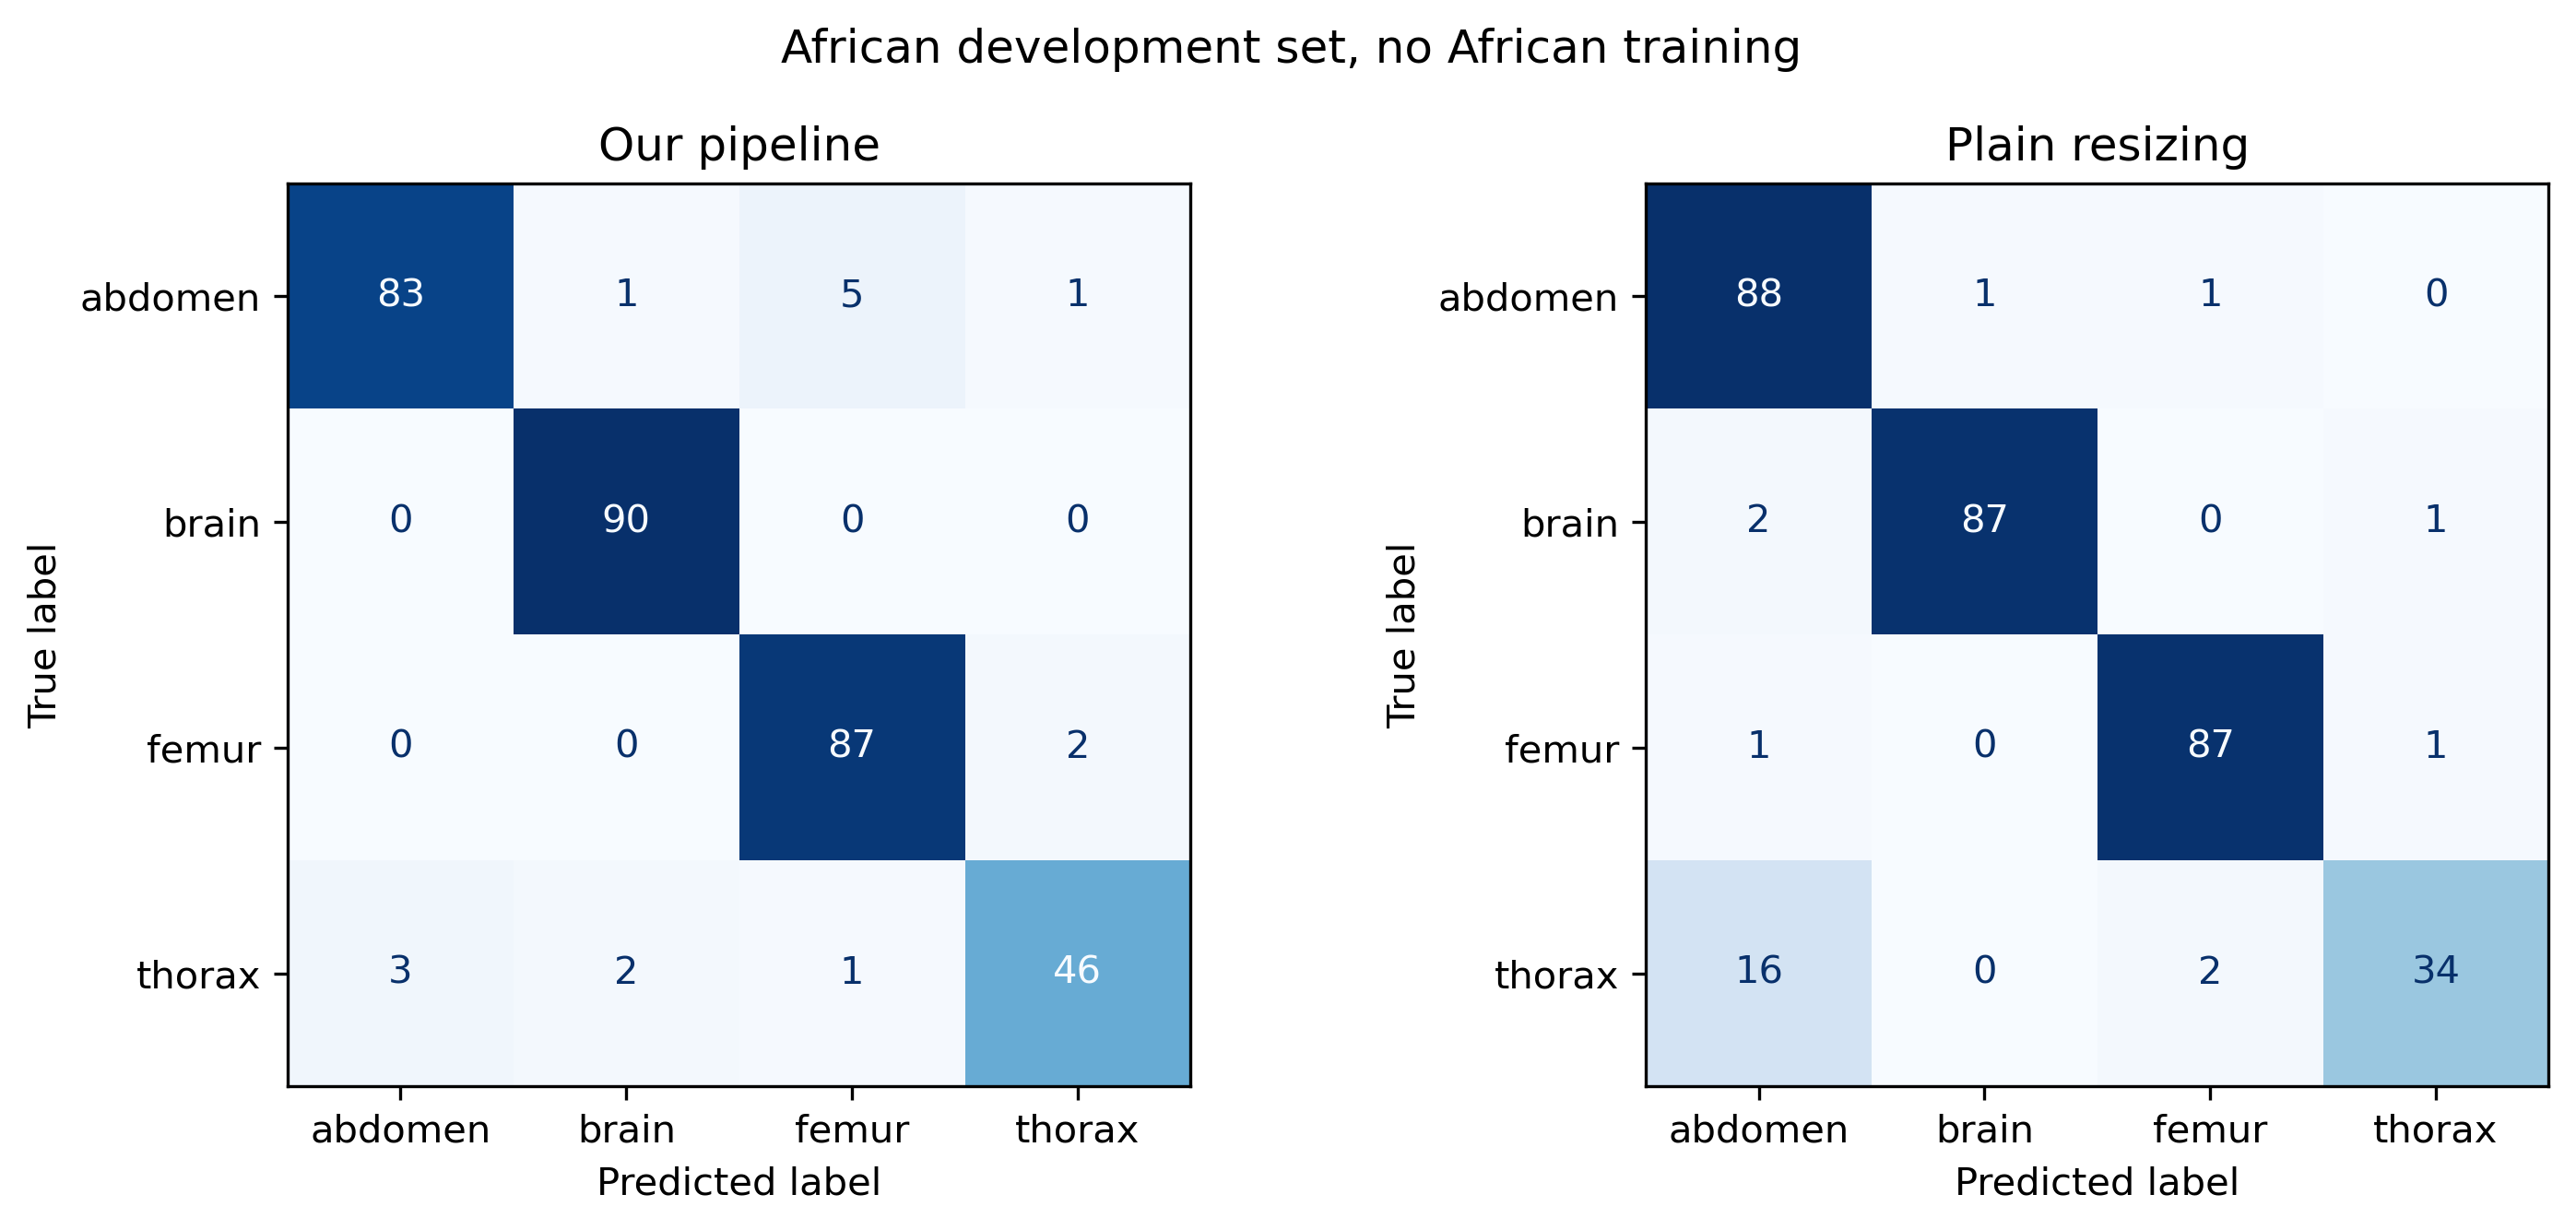 African development set, no African training
Our pipeline
True label
abdomen 83 1 5 1
brain 0 90 0 0
femur 0 0 87 2
thorax 3 2 1 46
abdomen brain femur thorax
Predicted label
Plain resizing
True label
abdomen 88 1 1 0
brain 2 87 0 1
femur 1 0 87 1
thorax 16 0 2 34
abdomen brain femur thorax
Predicted label